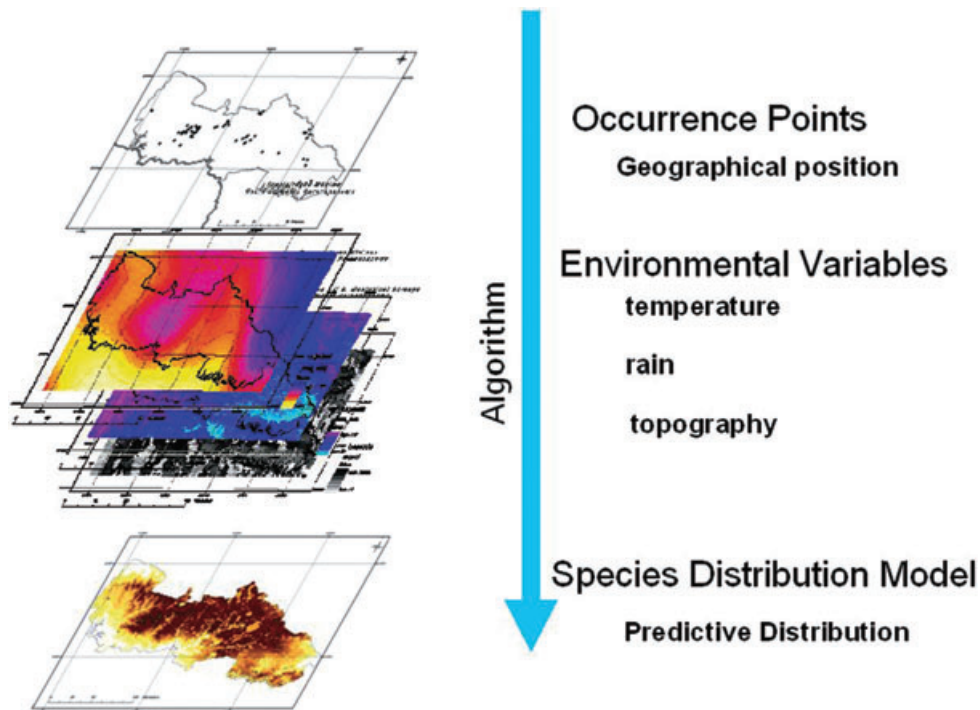 Occurrence Points
Geographical position
Environmental Variables
temperature
rain
topography
Algorithm
Species Distribution Model
Predictive Distribution